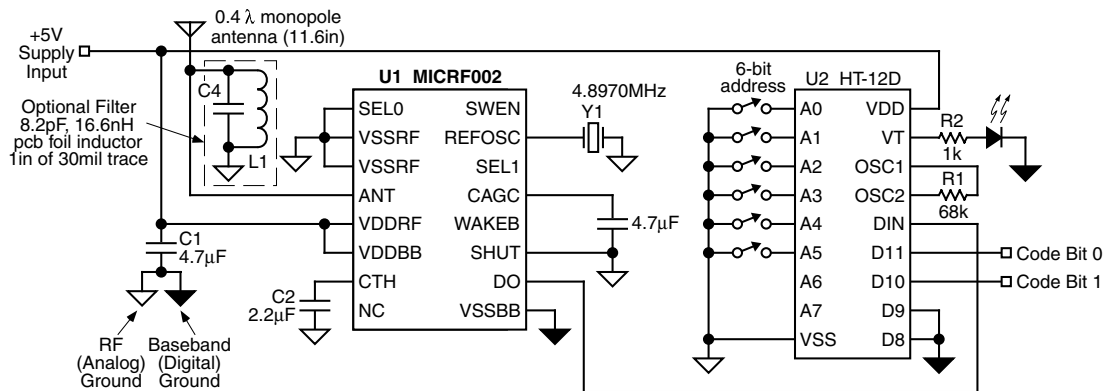 +5V
Supply
Input
0.4 λ monopole
antenna (11.6in)
C4
Optional Filter
8.2pF, 16.6nH
pcb foil inductor
1in of 30mil trace
L1
C1
4.7μF
RF
(Analog)
Ground
Baseband
(Digital)
Ground
C2
2.2μF
U1 MICRF002
SEL0
VSSRF
VSSRF
ANT
VDDRF
VDDBB
CTH
NC
SWEN
REFOSC
SEL1
CAGC
WAKEB
SHUT
DO
VSSBB
4.8970MHz
Y1
4.7μF
6-bit
address
U2 HT-12D
A0
A1
A2
A3
A4
A5
A6
A7
VSS
VDD
VT
OSC1
OSC2
DIN
D11
D10
D9
D8
R2
1k
R1
68k
Code Bit 0
Code Bit 1